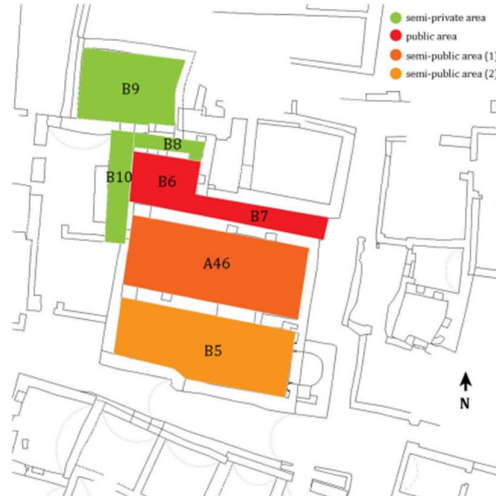 semi-private area
public area
semi-public area (1)
semi-public area (2)
B9
B8
B10
B6
B7
A46
B5
N